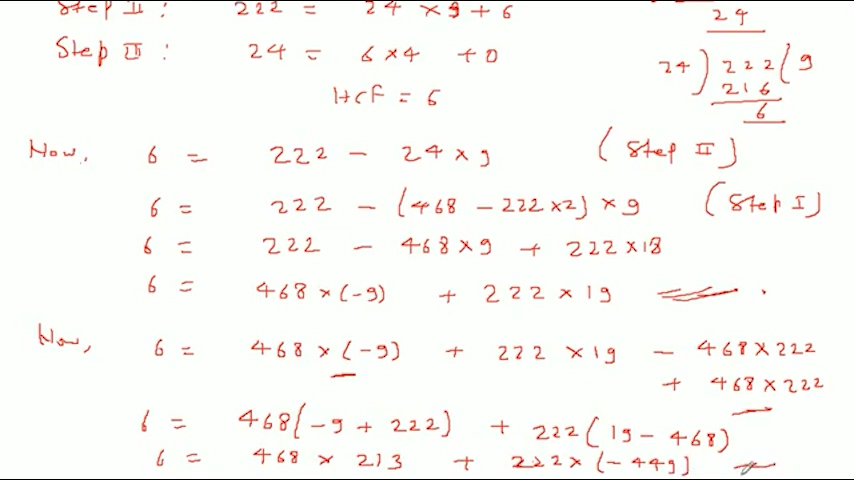 Step II : 222 = 24 × 9 + 6
Step III : 24 = 6 × 4 + 0
HCF = 6
24
24 ) 222 ( 9
216
6
Now, 6 = 222 - 24 × 9 (Step II)
6 = 222 - (468 - 222 × 2) × 9 (Step I)
6 = 222 - 468 × 9 + 222 × 18
6 = 468 × (-9) + 222 × 19
Now, 6 = 468 × (-9) + 222 × 19 - 468 × 222
+ 468 × 222
6 = 468 (-9 + 222) + 222 (19 - 468)
6 = 468 × 213 + 222 × (-449)